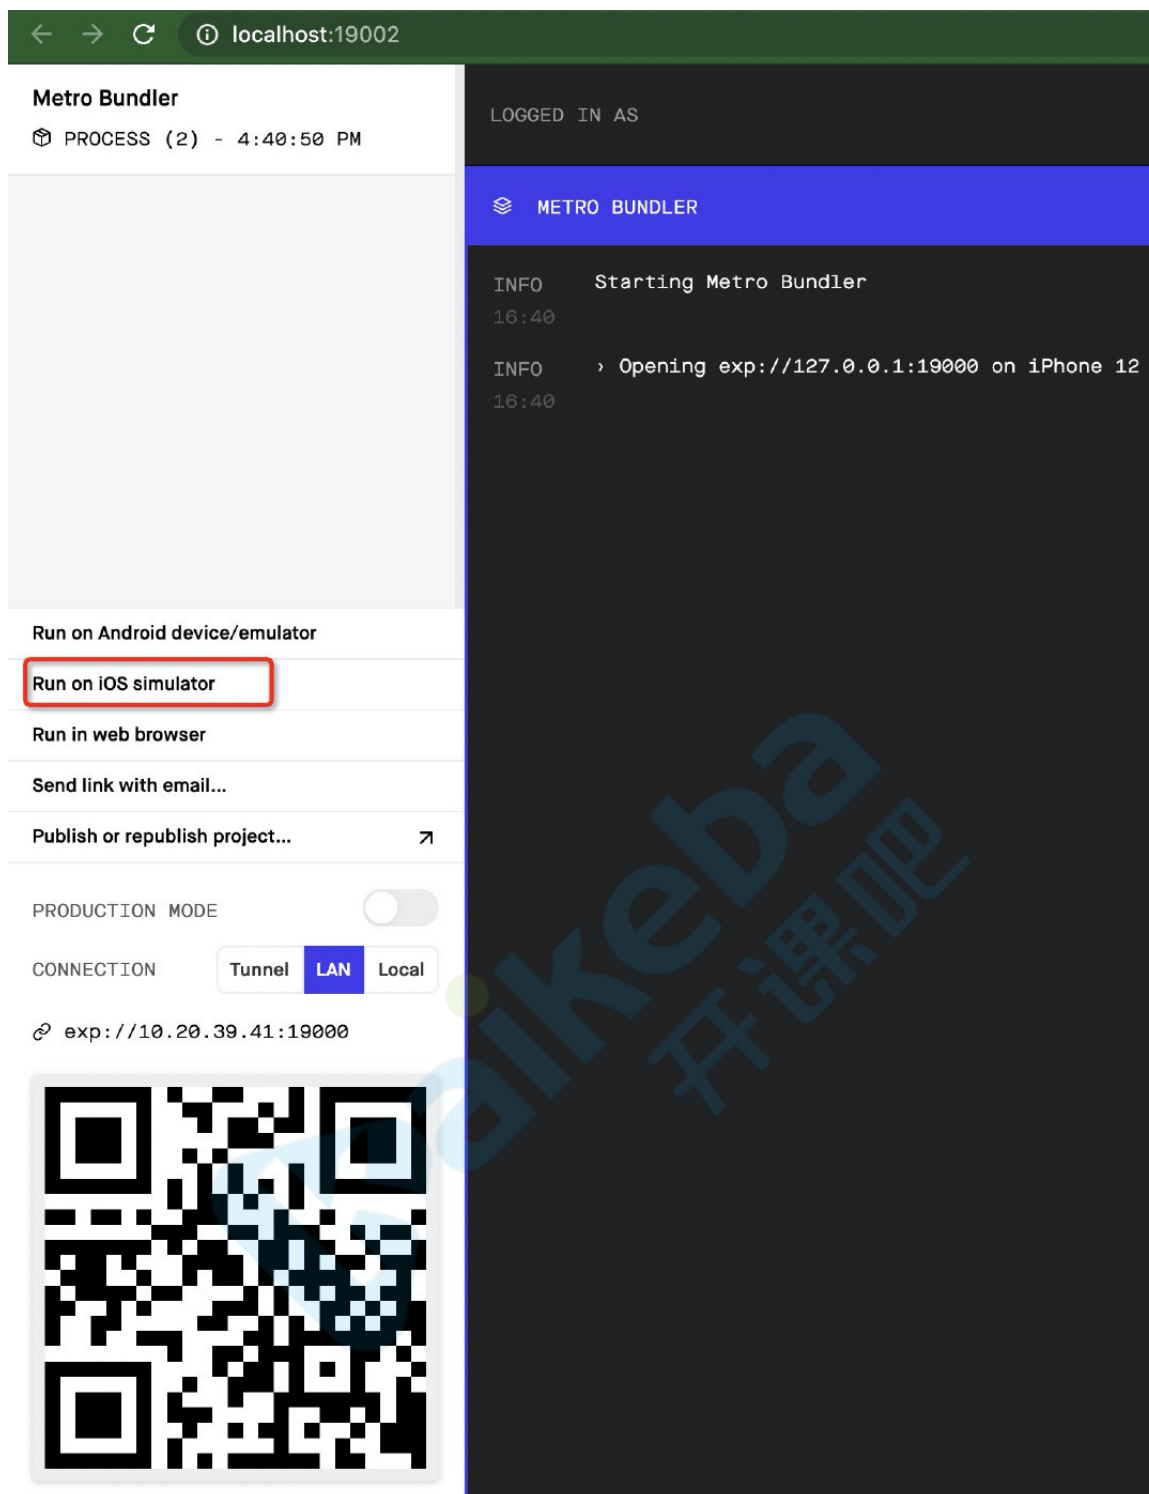 localhost:19002
Metro Bundler
PROCESS (2) - 4:40:50 PM
LOGGED IN AS
METRO BUNDLER
INFO Starting Metro Bundler
16:40
INFO › Opening exp://127.0.0.1:19000 on iPhone 12
16:40
Run on Android device/emulator
Run on iOS simulator
Run in web browser
Send link with email...
Publish or republish project...
PRODUCTION MODE
CONNECTION Tunnel LAN Local
exp://10.20.39.41:19000
Kaikeba
开课吧